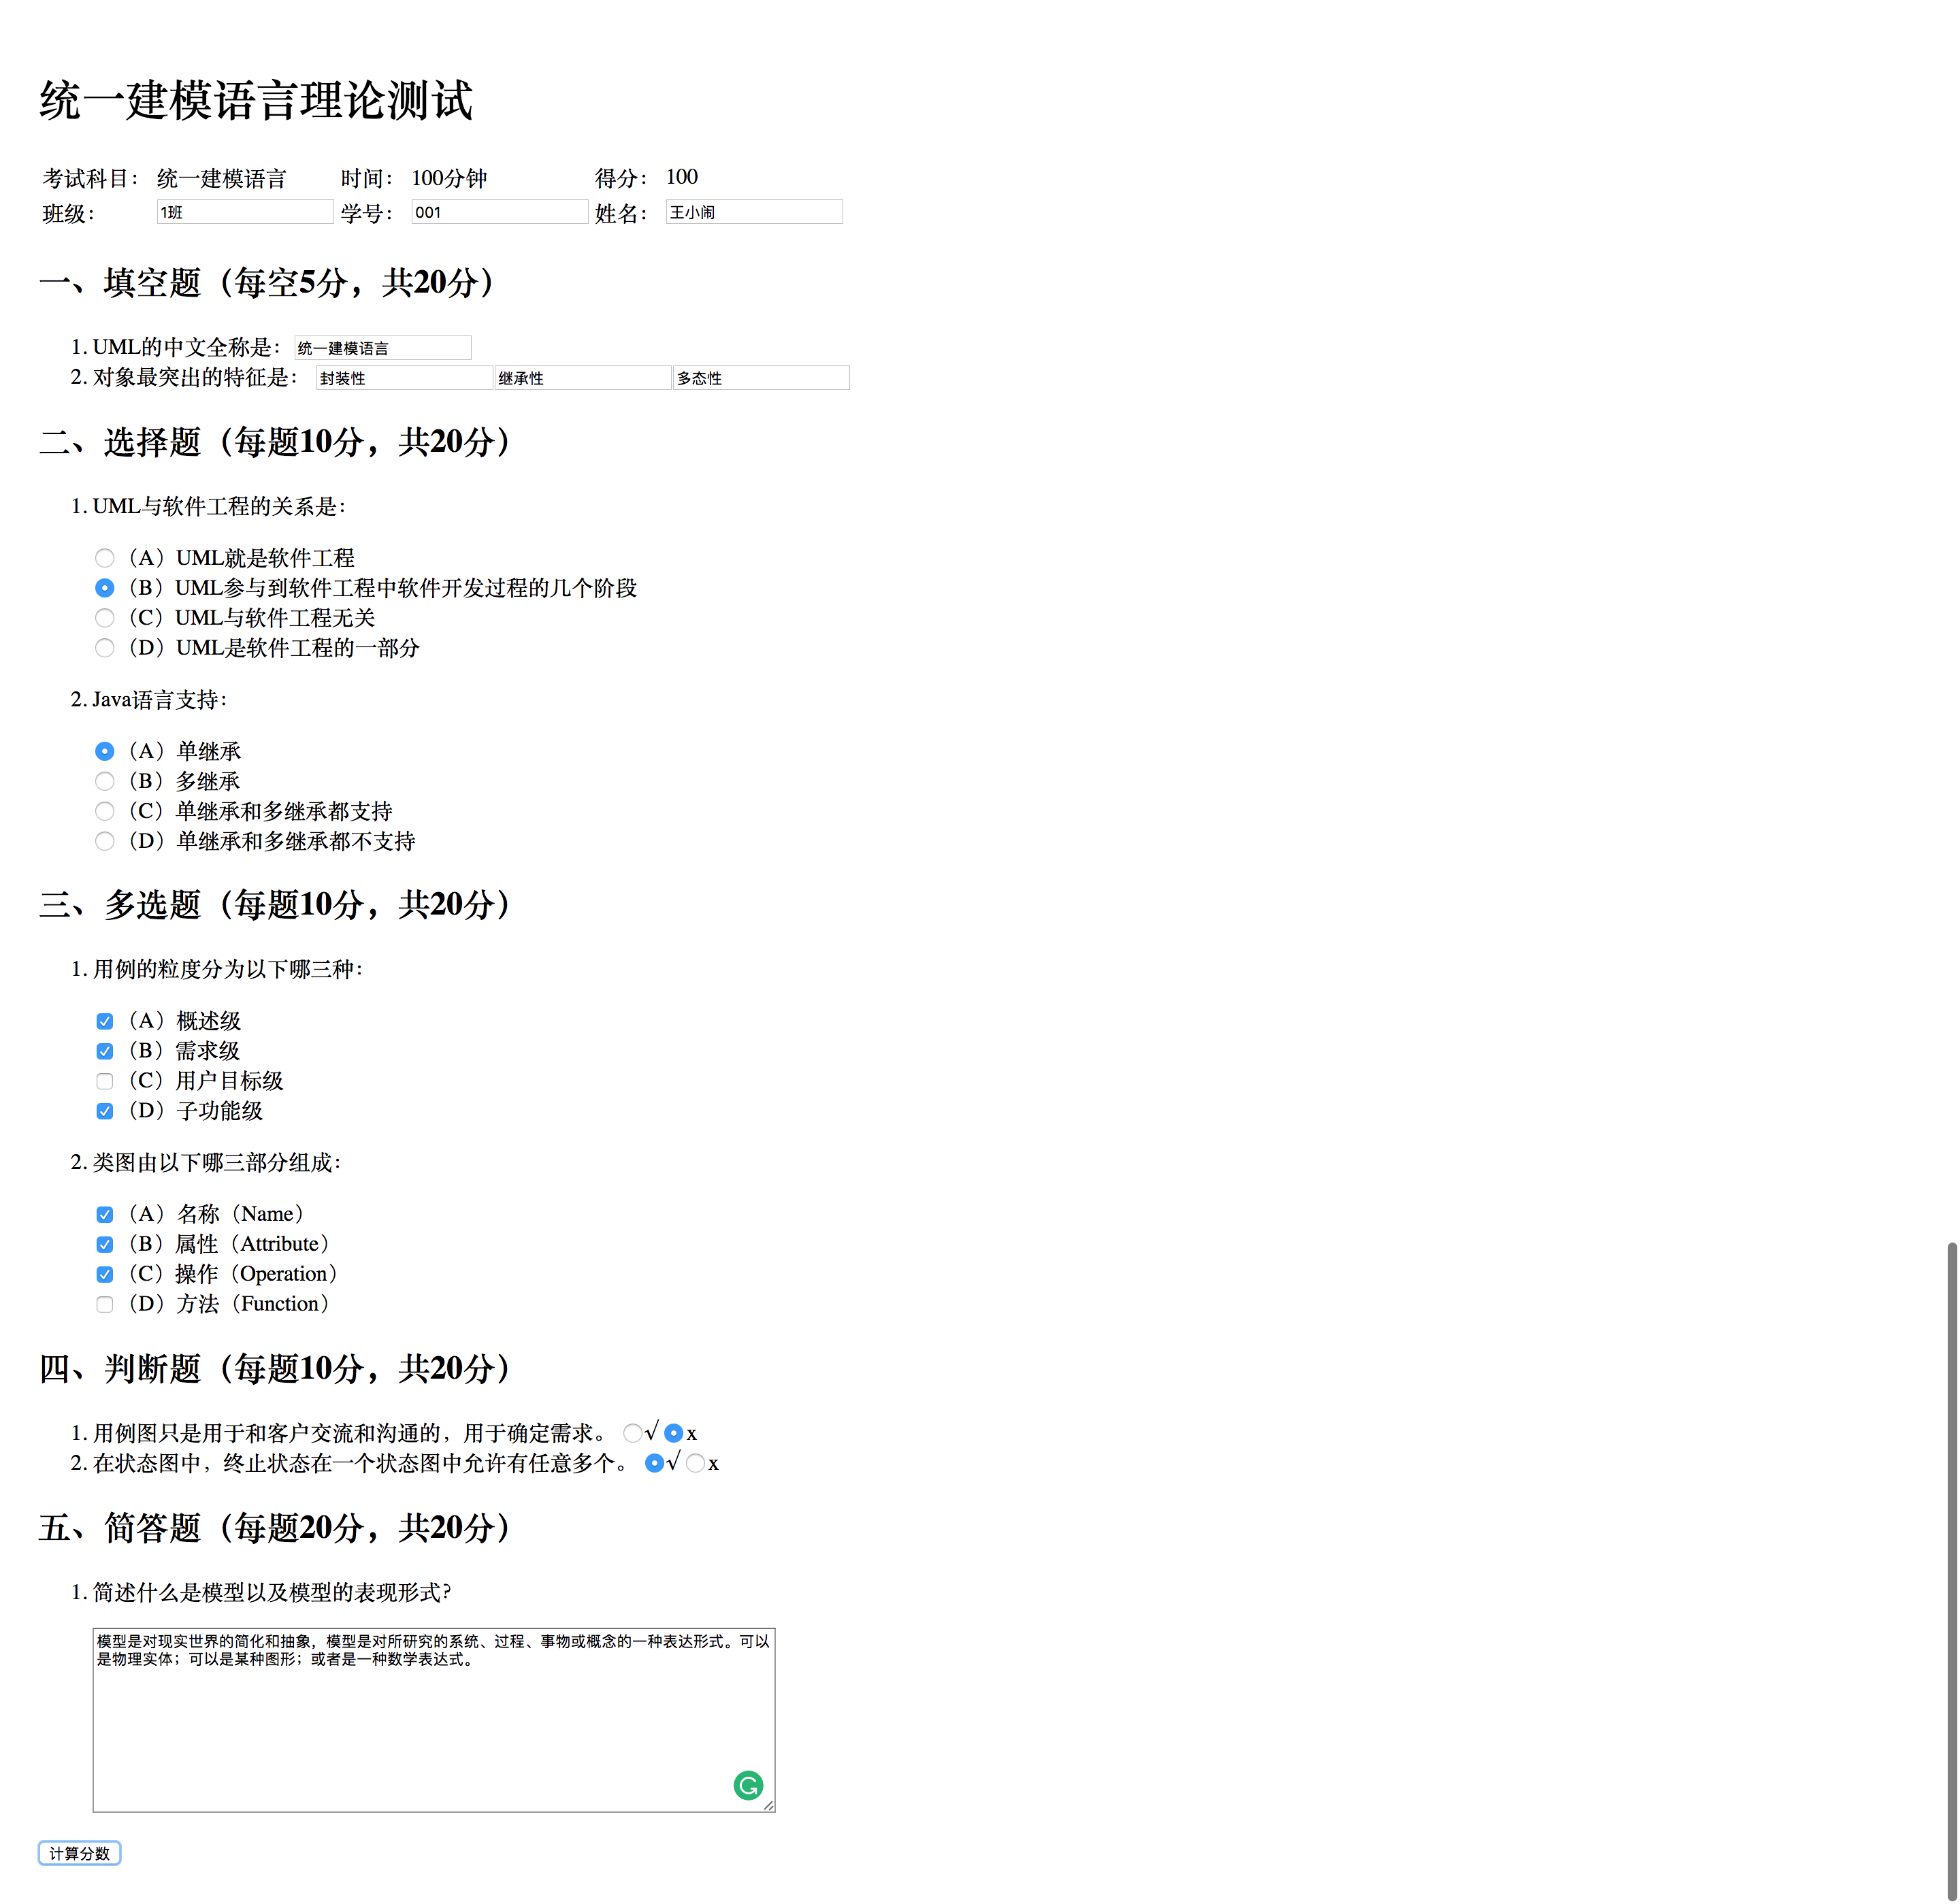 统一建模语言理论测试
考试科目： 统一建模语言 时间： 100分钟 得分： 100
班级： 1班 学号： 001 姓名： 王小闹
一、填空题（每空5分，共20分）
1. UML的中文全称是： 统一建模语言
2. 对象最突出的特征是： 封装性 继承性 多态性
二、选择题（每题10分，共20分）
1. UML与软件工程的关系是：
（A）UML就是软件工程
（B）UML参与到软件工程中软件开发过程的几个阶段
（C）UML与软件工程无关
（D）UML是软件工程的一部分
2. Java语言支持：
（A）单继承
（B）多继承
（C）单继承和多继承都支持
（D）单继承和多继承都不支持
三、多选题（每题10分，共20分）
1. 用例的粒度分为以下哪三种：
（A）概述级
（B）需求级
（C）用户目标级
（D）子功能级
2. 类图由以下哪三部分组成：
（A）名称（Name）
（B）属性（Attribute）
（C）操作（Operation）
（D）方法（Function）
四、判断题（每题10分，共20分）
1. 用例图只是用于和客户交流和沟通的，用于确定需求。 √ x
2. 在状态图中，终止状态在一个状态图中允许有任意多个。 √ x
五、简答题（每题20分，共20分）
1. 简述什么是模型以及模型的表现形式？
模型是对现实世界的简化和抽象，模型是对所研究的系统、过程、事物或概念的一种表达形式。可以
是物理实体；可以是某种图形；或者是一种数学表达式。
计算分数